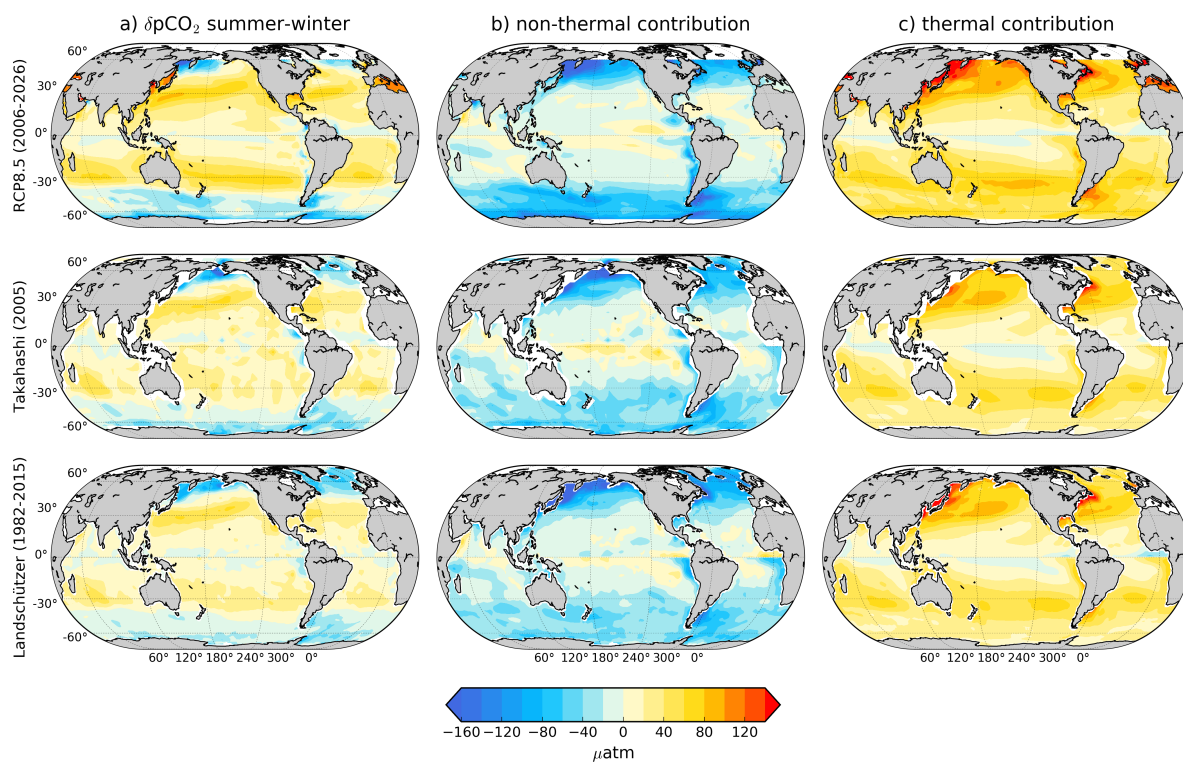 a) δpCO₂ summer-winter
b) non-thermal contribution
c) thermal contribution
RCP8.5 (2006-2026)
60°
30°
0°
-30°
-60°
Takahashi (2005)
60°
30°
0°
-30°
-60°
Landschützer (1982-2015)
60°
30°
0°
-30°
-60°
60° 120° 180° 240° 300° 0°
60° 120° 180° 240° 300° 0°
60° 120° 180° 240° 300° 0°
−160 −120 −80 −40 0 40 80 120
μatm